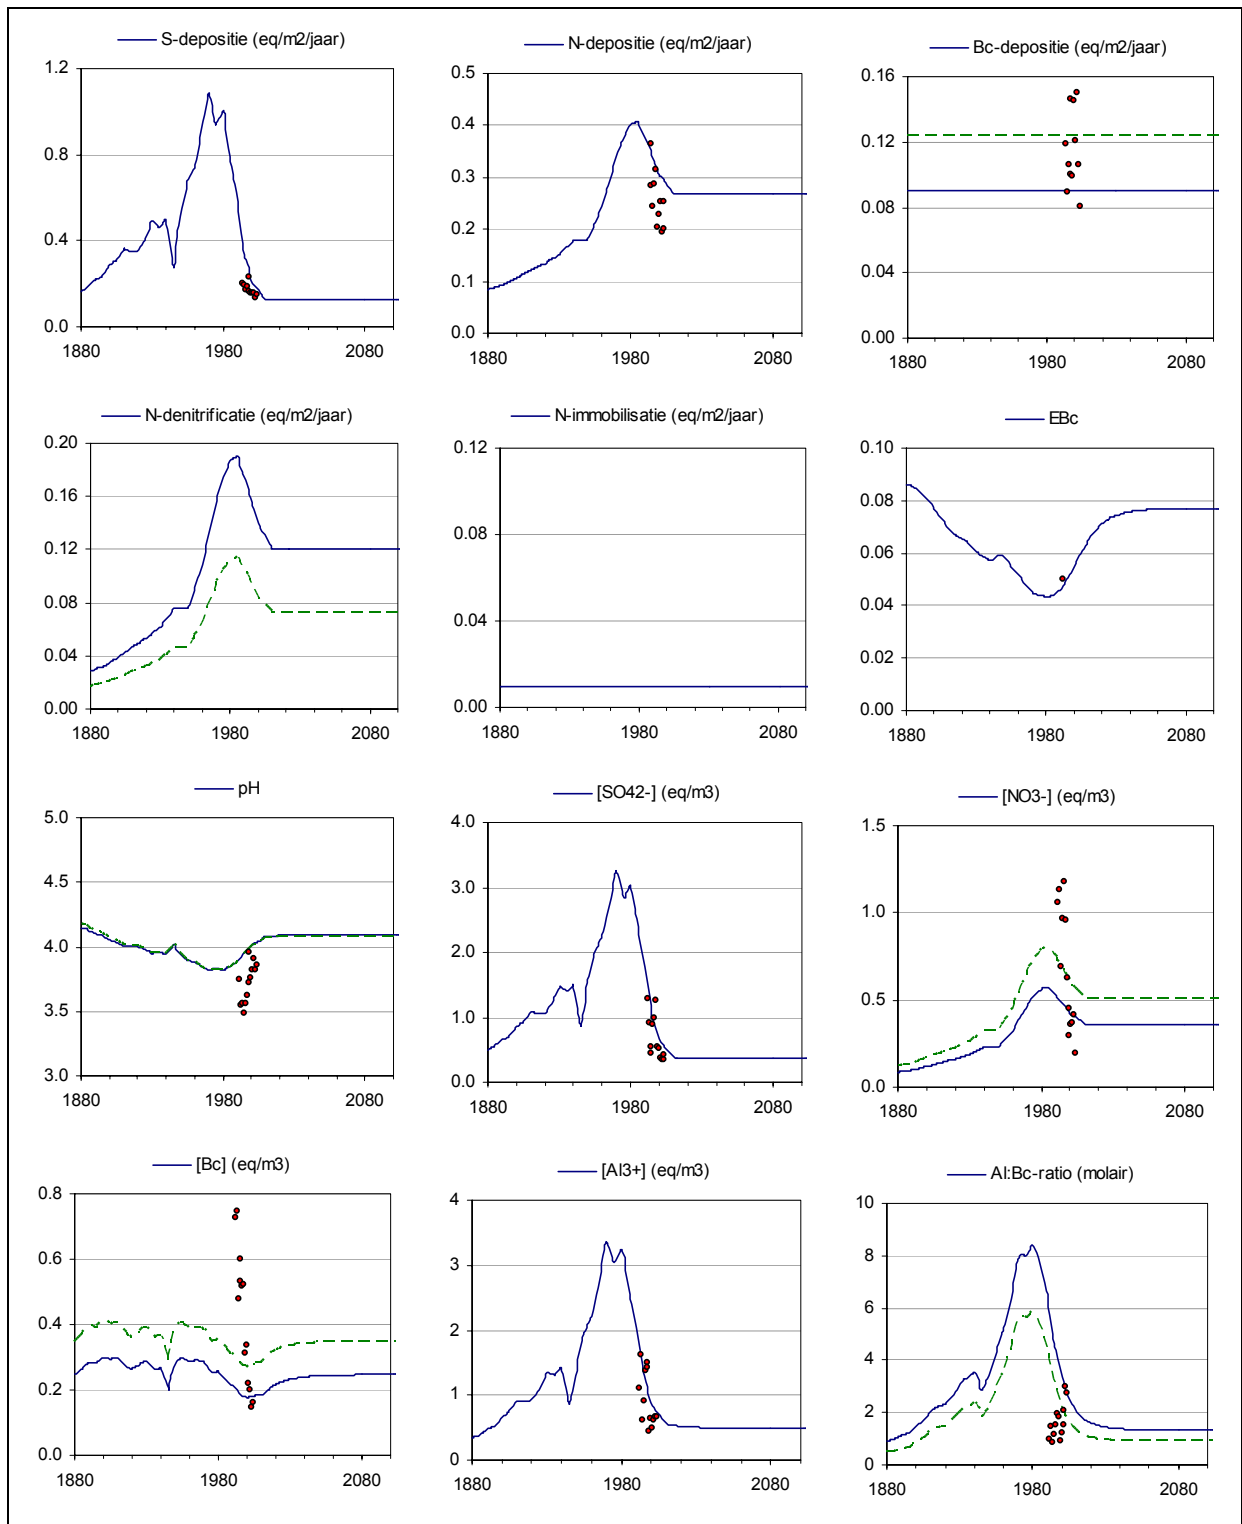 S-depositie (eq/m2/jaar)
1.2
0.8
0.4
0.0
1880 1980 2080
N-depositie (eq/m2/jaar)
0.5
0.4
0.3
0.2
0.1
0.0
1880 1980 2080
Bc-depositie (eq/m2/jaar)
0.16
0.12
0.08
0.04
0.00
1880 1980 2080
N-denitrificatie (eq/m2/jaar)
0.20
0.16
0.12
0.08
0.04
0.00
1880 1980 2080
N-immobilisatie (eq/m2/jaar)
0.12
0.08
0.04
0.00
1880 1980 2080
EBc
0.10
0.08
0.06
0.04
0.02
0.00
1880 1980 2080
pH
5.0
4.5
4.0
3.5
3.0
1880 1980 2080
[SO42-] (eq/m3)
4.0
3.0
2.0
1.0
0.0
1880 1980 2080
[NO3-] (eq/m3)
1.5
1.0
0.5
0.0
1880 1980 2080
[Bc] (eq/m3)
0.8
0.6
0.4
0.2
0.0
1880 1980 2080
[Al3+] (eq/m3)
4
3
2
1
0
1880 1980 2080
Al:Bc-ratio (molair)
10
8
6
4
2
0
1880 1980 2080